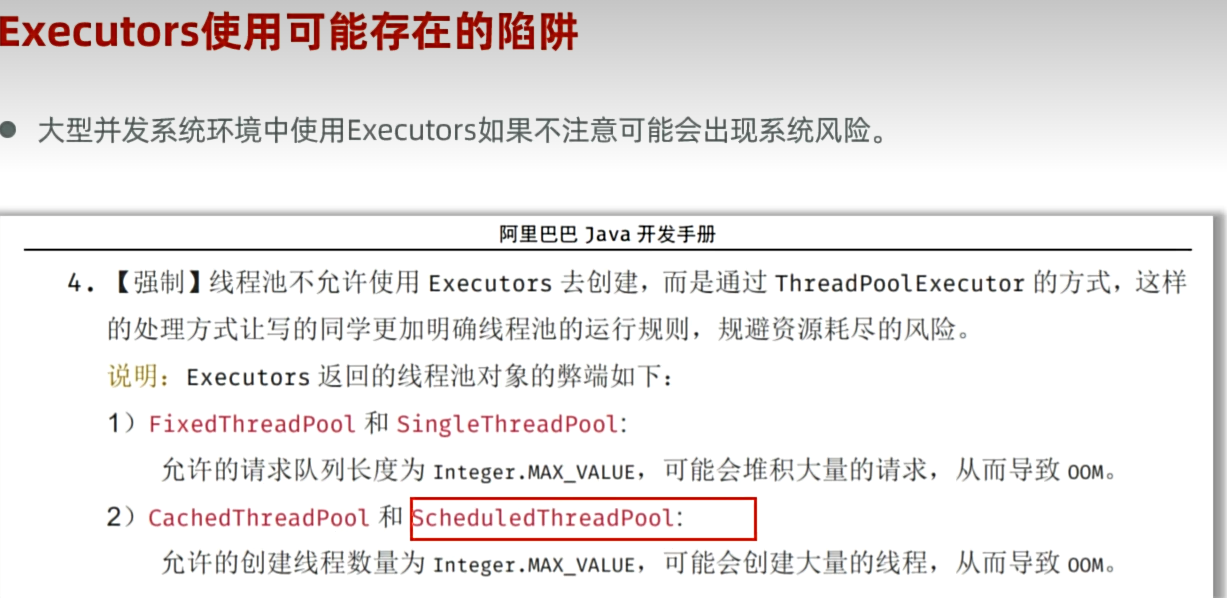 Executors使用可能存在的陷阱
大型并发系统环境中使用Executors如果不注意可能会出现系统风险。
阿里巴巴 Java 开发手册
4. 【强制】线程池不允许使用 Executors 去创建，而是通过 ThreadPoolExecutor 的方式，这样
的处理方式让写的同学更加明确线程池的运行规则，规避资源耗尽的风险。
说明：Executors 返回的线程池对象的弊端如下：
1）FixedThreadPool 和 SingleThreadPool:
允许的请求队列长度为 Integer.MAX_VALUE，可能会堆积大量的请求，从而导致 OOM。
2）CachedThreadPool 和 ScheduledThreadPool:
允许的创建线程数量为 Integer.MAX_VALUE，可能会创建大量的线程，从而导致 OOM。